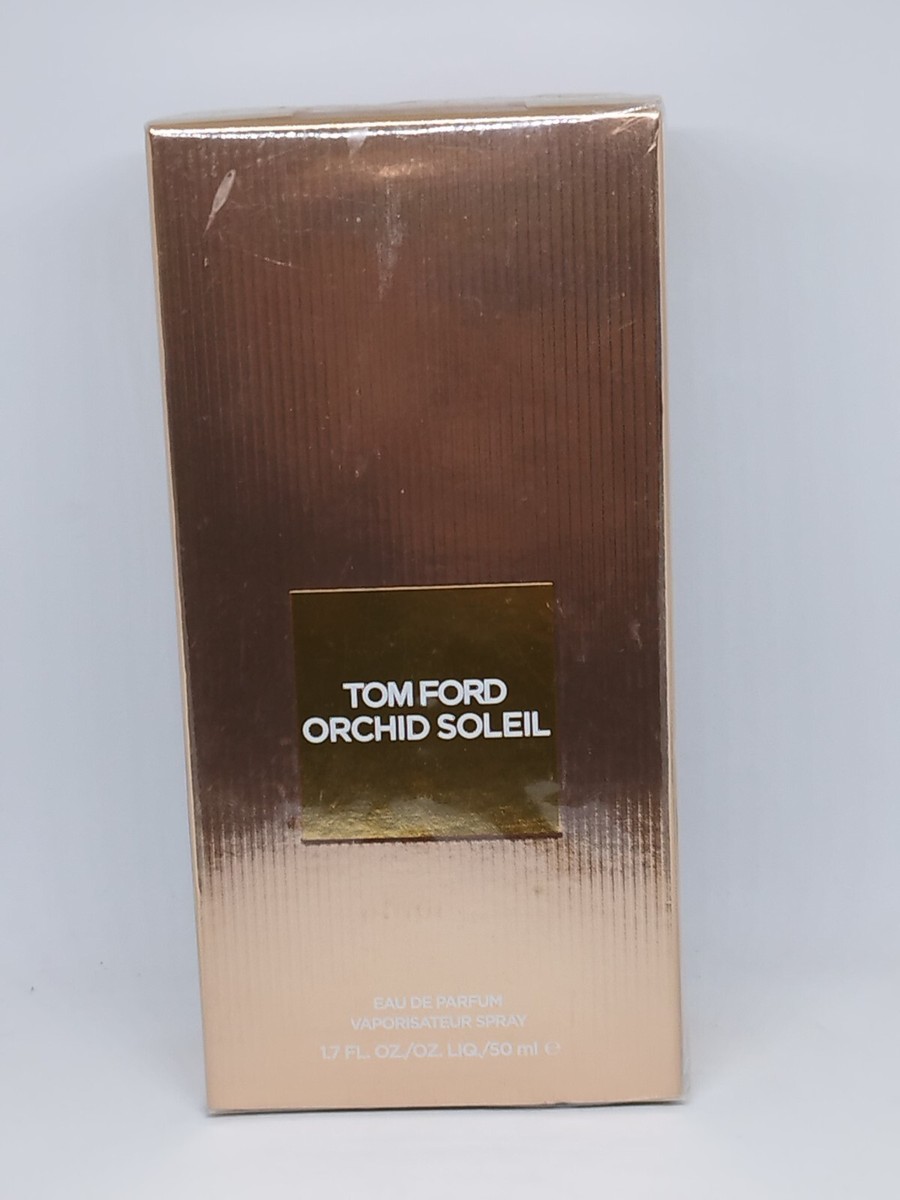 TOM FORD
ORCHID SOLEIL
EAU DE PARFUM
VAPORISATEUR SPRAY
1.7 FL. OZ./OZ. LIQ./50 ml ℮